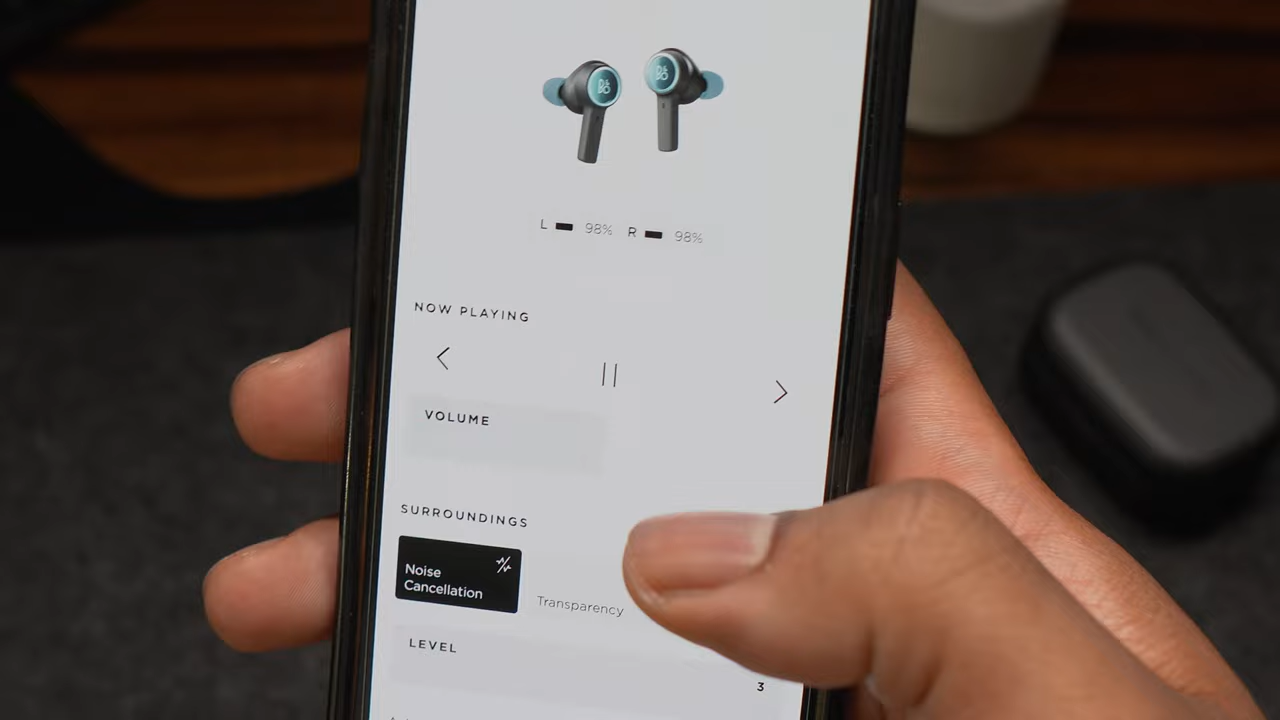 B&O B&O
L 98% R 98%
NOW PLAYING
VOLUME
SURROUNDINGS
Noise
Cancellation
Transparency
LEVEL
3